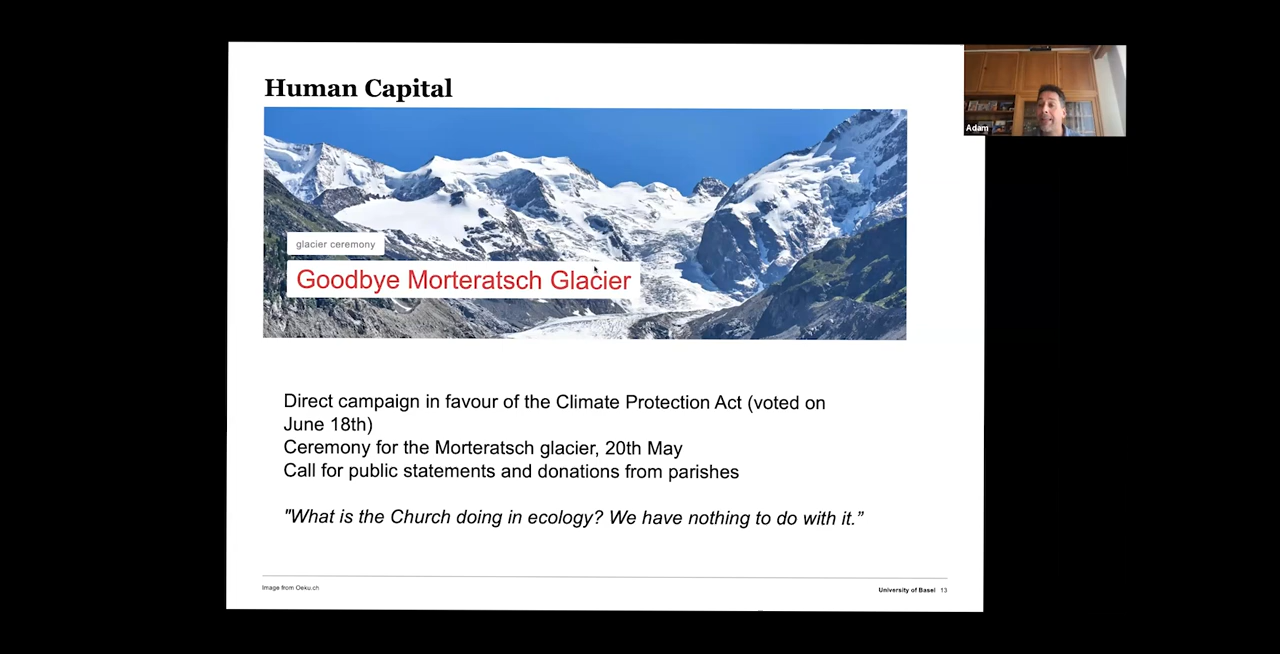 Human Capital
Adam
glacier ceremony
Goodbye Morteratsch Glacier
Direct campaign in favour of the Climate Protection Act (voted on
June 18th)
Ceremony for the Morteratsch glacier, 20th May
Call for public statements and donations from parishes
"What is the Church doing in ecology? We have nothing to do with it.”
Image from Oeku.ch
University of Basel 13